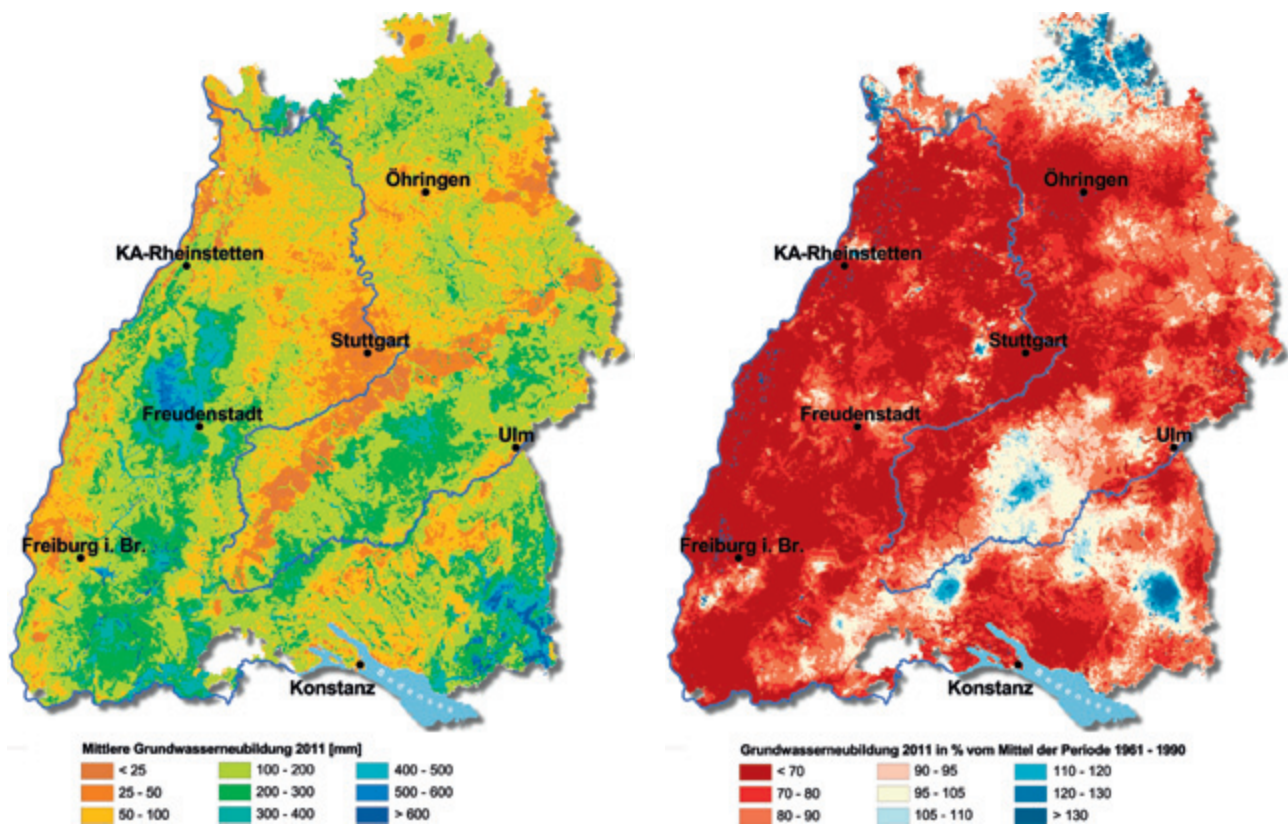 Öhringen
KA-Rheinstetten
Stuttgart
Freudenstadt
Ulm
Freiburg i. Br.
Konstanz
Mittlere Grundwasserneubildung 2011 [mm]
< 25
100 - 200
400 - 500
25 - 50
200 - 300
500 - 600
50 - 100
300 - 400
> 600
Öhringen
KA-Rheinstetten
Stuttgart
Freudenstadt
Ulm
Freiburg i. Br.
Konstanz
Grundwasserneubildung 2011 in % vom Mittel der Periode 1961 - 1990
< 70
90 - 95
110 - 120
70 - 80
95 - 105
120 - 130
80 - 90
105 - 110
> 130